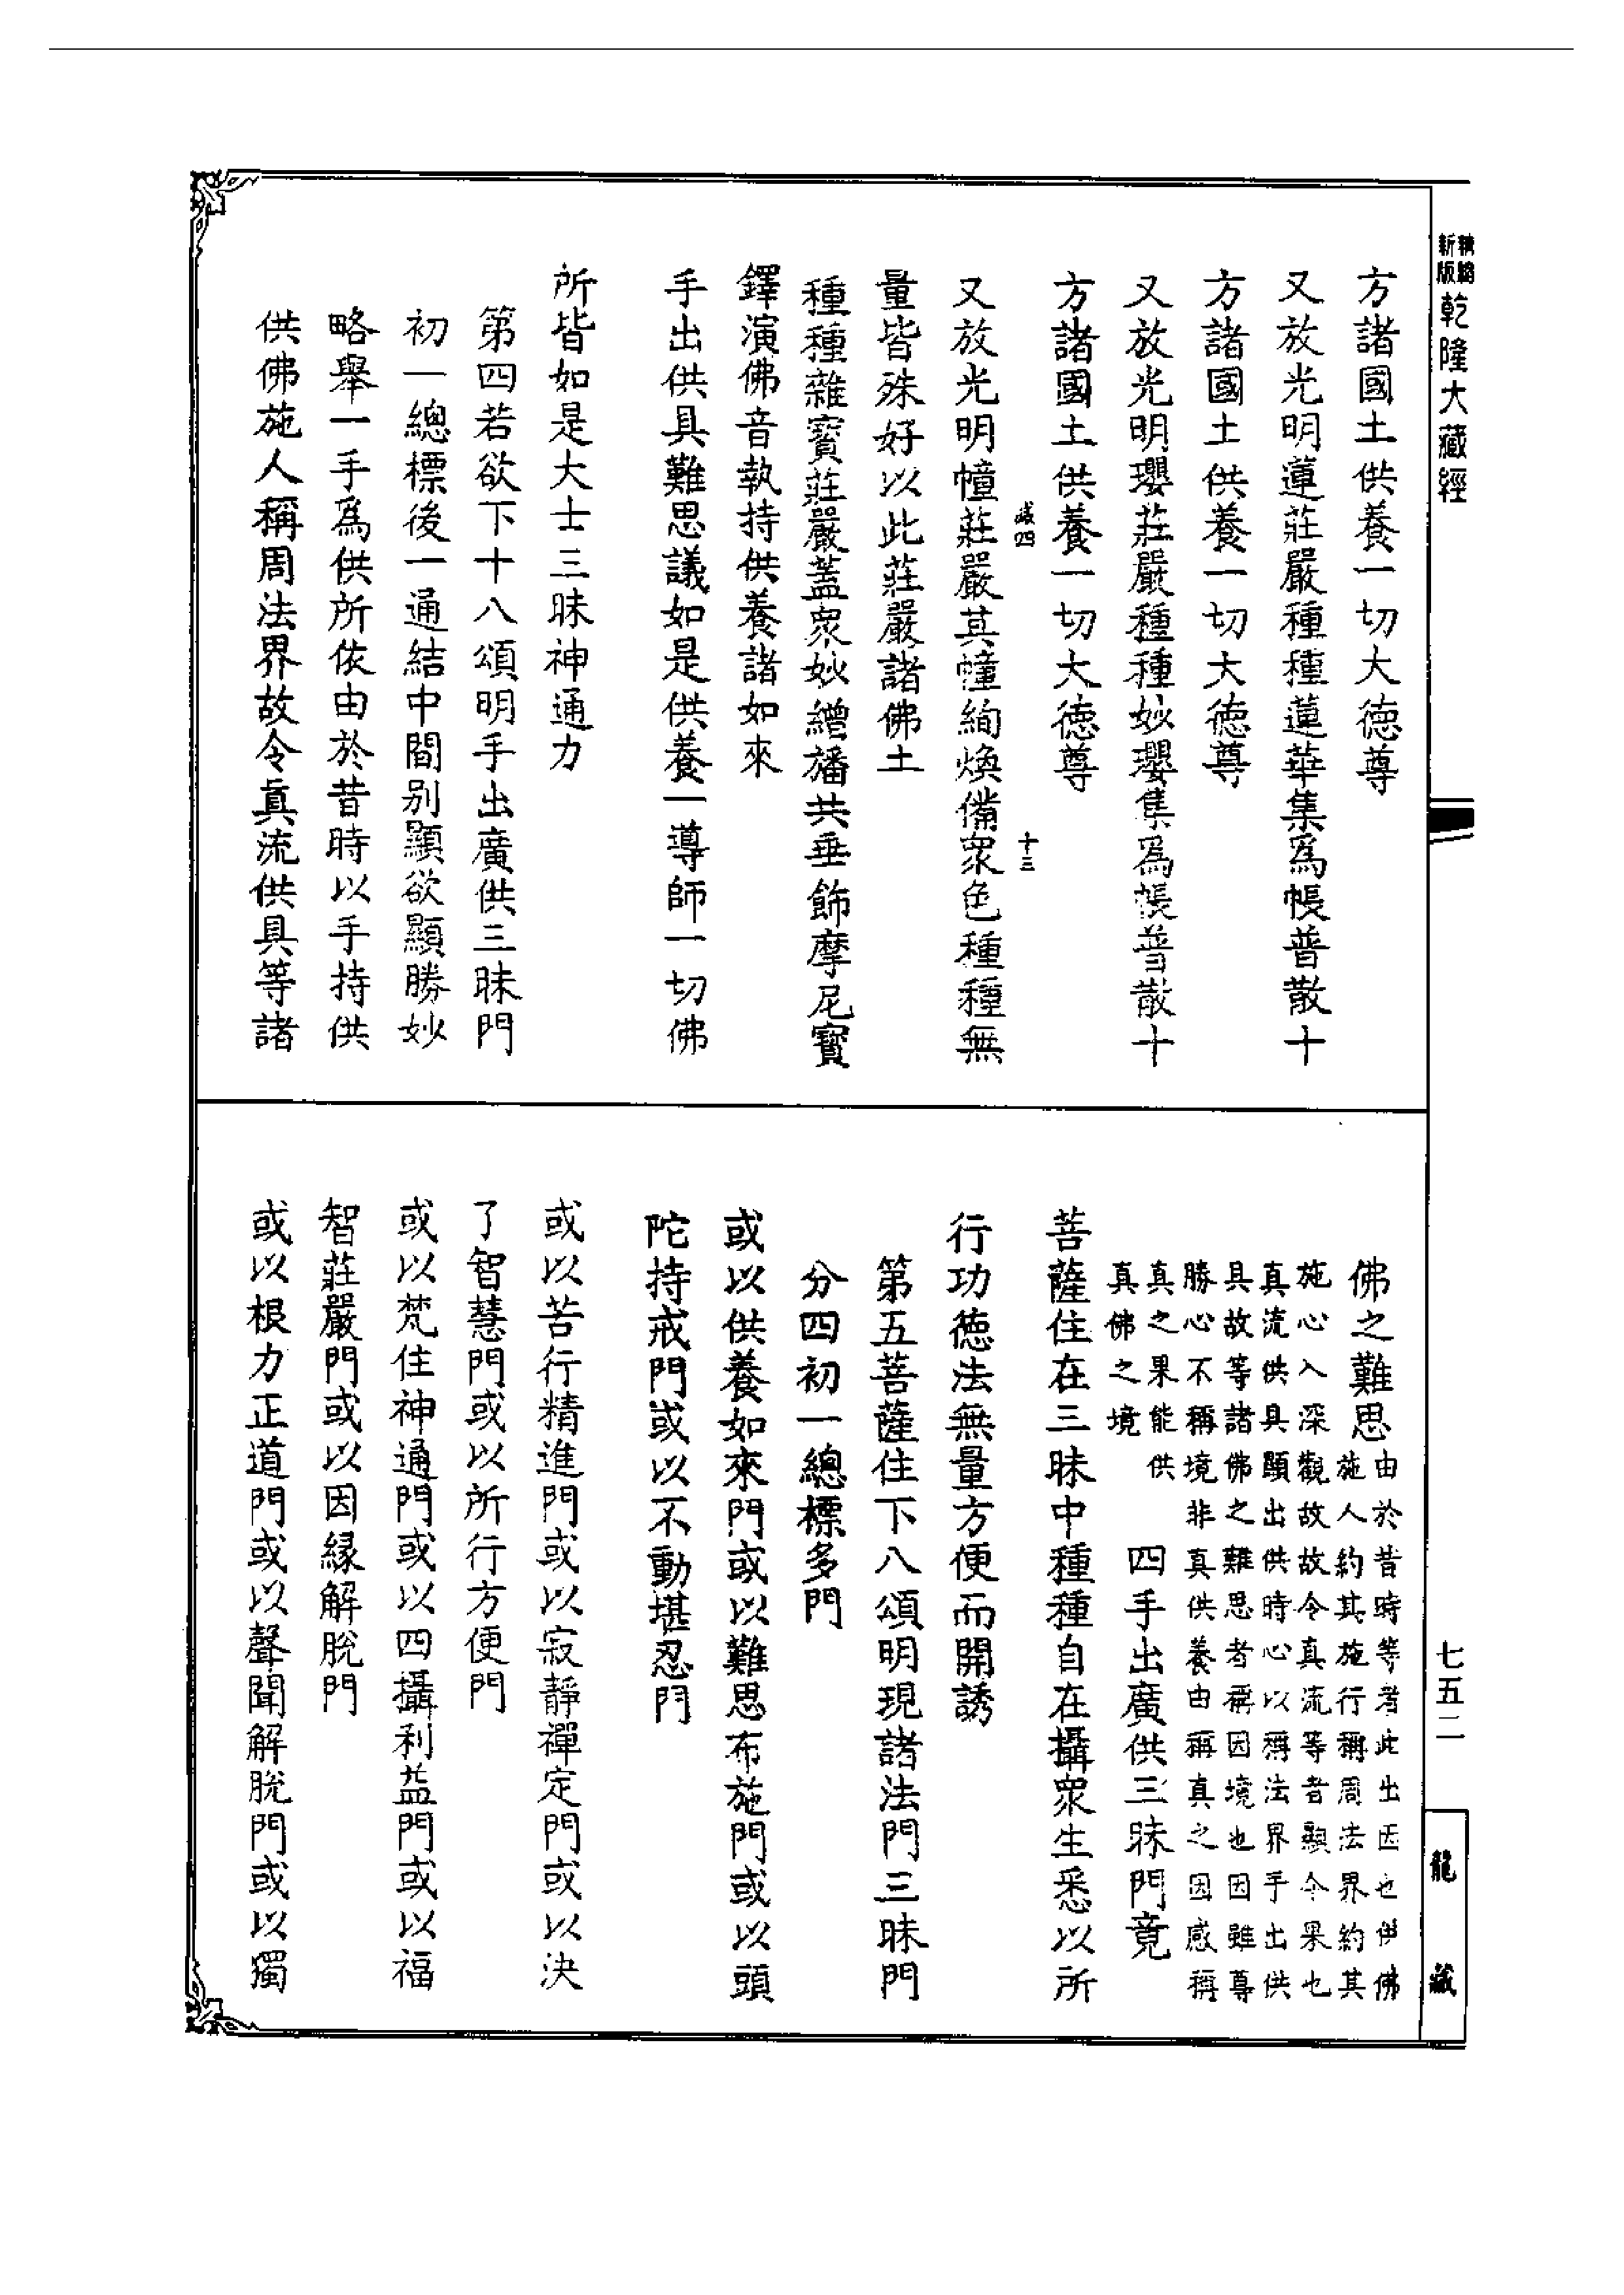 新版精縮乾隆大藏經
方諸國土供養一切大德尊
又放光明蓮莊嚴種種蓮華集爲帳普散十
方諸國土供養一切大德尊
又放光明瓔莊嚴種種妙瓔集爲帳普散十
方諸國土供養一切大德尊
咸四
十三
又放光明幢莊嚴其幢絢煥備衆色種種無
量皆殊好以此莊嚴諸佛土
種種雜寳莊嚴蓋衆妙繒旛共垂飾摩尼寳
鐸演佛音執持供養諸如來
手出供具難思議如是供養一導師一切佛
所皆如是大士三昧神通力
第四若欲下十八頌明手出廣供三昧門
初一總標後一通結中間别顯欲顯勝妙
略舉一手爲供所依由於昔時以手持供
供佛施人稱周法界故令眞流供具等諸
佛之難思由於昔時等者此出因也供佛
施人約其施行稱周法界約其
施心入深觀故故令真流等者顯今果也
真流供具顯出供時心以稱法界手出供
具故等諸佛之難思者稱因境也因雖尊
勝心不稱境非真供養由稱真之因感稱
真之果能供
真佛之境
四手出廣供三昧門竟
菩薩住在三昧中種種自在攝衆生悉以所
行功德法無量方便而開誘
第五菩薩住下八頌明現諸法門三昧門
分四初一總標多門
或以供養如來門或以難思布施門或以頭
陀持戒門或以不動堪忍門
或以苦行精進門或以寂靜禪定門或以決
了智慧門或以所行方便門
或以梵住神通門或以四攝利益門或以福
智莊嚴門或以因緣解脫門
或以根力正道門或以聲聞解脫門或以獨
七五二
龍藏